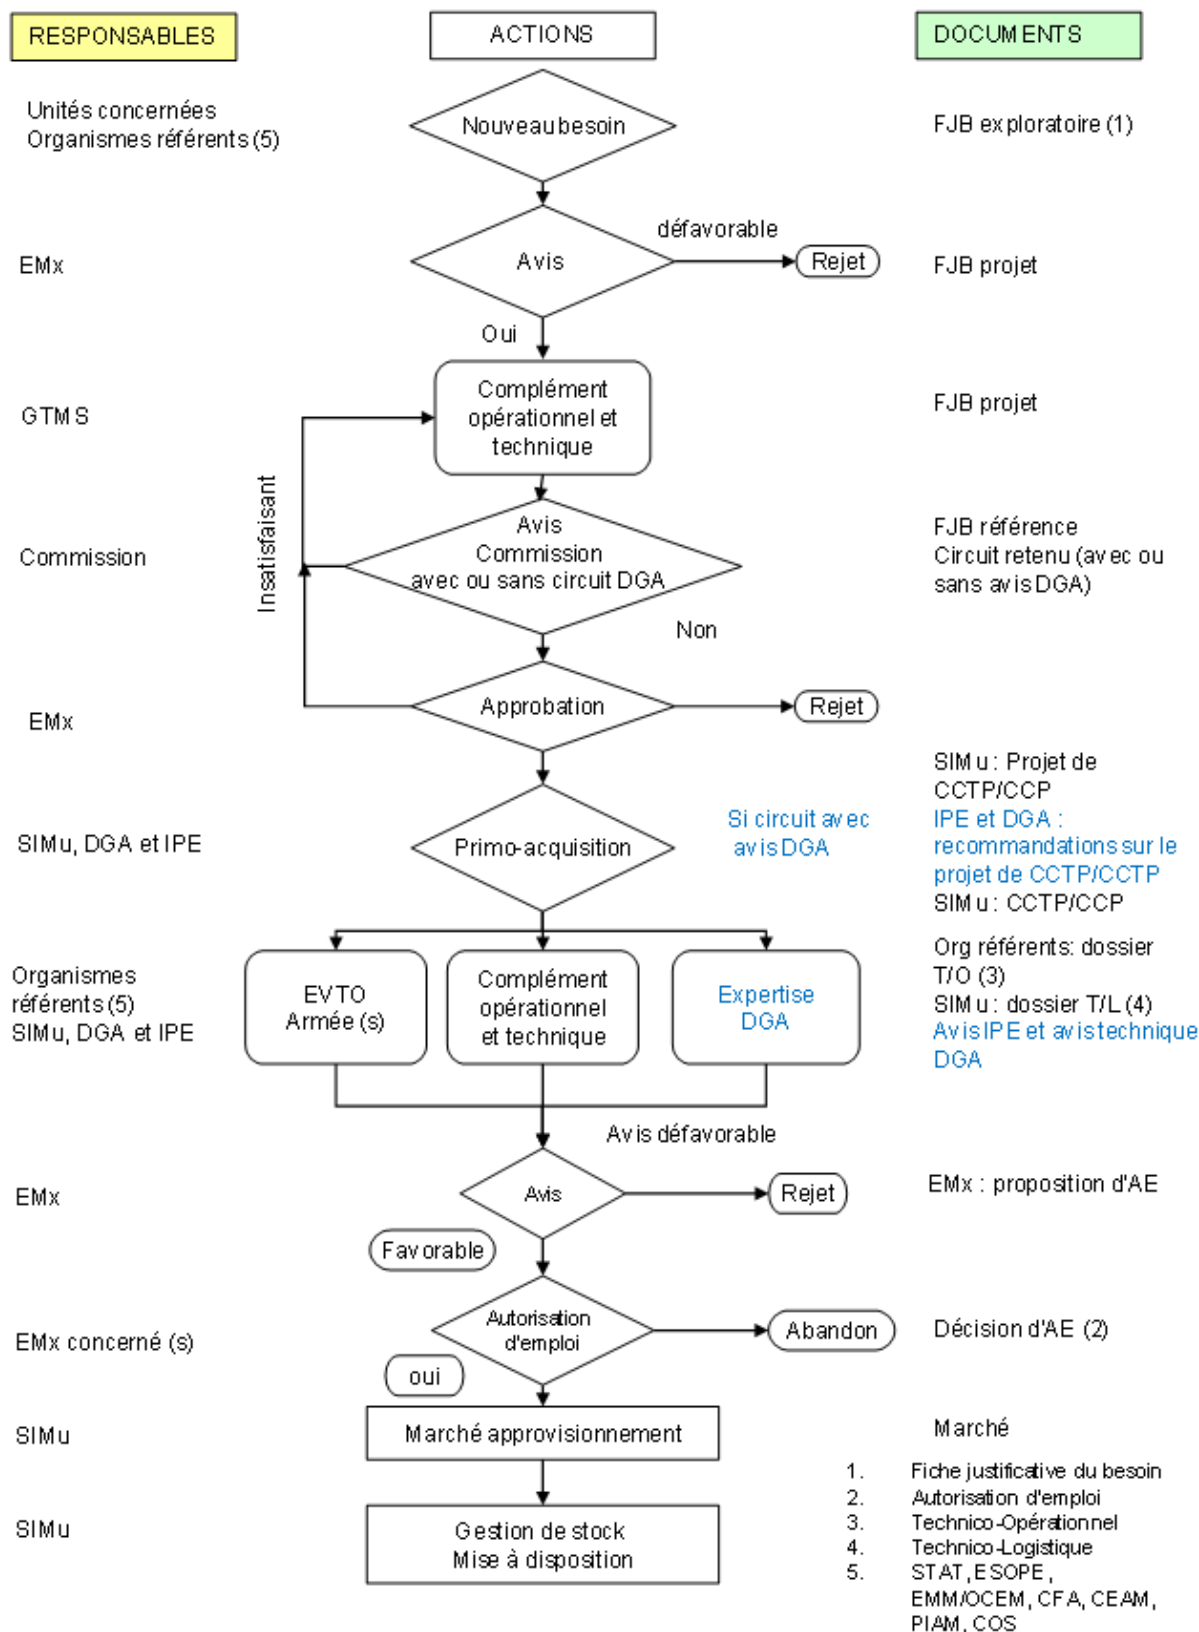 RESPONSABLES
ACTIONS
DOCUMENTS
Unités concernées
Organismes référents (5)
Nouveau besoin
FJB exploratoire (1)
défavorable
EMx
Avis
Rejet
FJB projet
Oui
GTMS
Complément
opérationnel et
technique
FJB projet
Insatisfaisant
Commission
Avis
Commission
avec ou sans circuit DGA
FJB référence
Circuit retenu (avec ou
sans avis DGA)
Non
EMx
Approbation
Rejet
SIMu, DGA et IPE
Primo-acquisition
Si circuit avec
avis DGA
SIMu : Projet de
CCTP/CCP
IPE et DGA :
recommandations sur le
projet de CCTP/CCTP
SIMu : CCTP/CCP
Organismes
référents (5)
SIMu, DGA et IPE
EVTO
Armée (s)
Complément
opérationnel
et technique
Expertise
DGA
Org référents: dossier
T/O (3)
SIMu : dossier T/L (4)
Avis IPE et avis technique
DGA
Avis défavorable
EMx
Avis
Rejet
EMx : proposition d'AE
Favorable
EMx concerné (s)
Autorisation
d'emploi
Abandon
Décision d'AE (2)
oui
SIMu
Marché approvisionnement
Marché
SIMu
Gestion de stock
Mise à disposition
1. Fiche justificative du besoin
2. Autorisation d'emploi
3. Technico-Opérationnel
4. Technico-Logistique
5. STAT, ESOPE,
EMM/OCEM, CFA, CEAM,
PIAM, COS